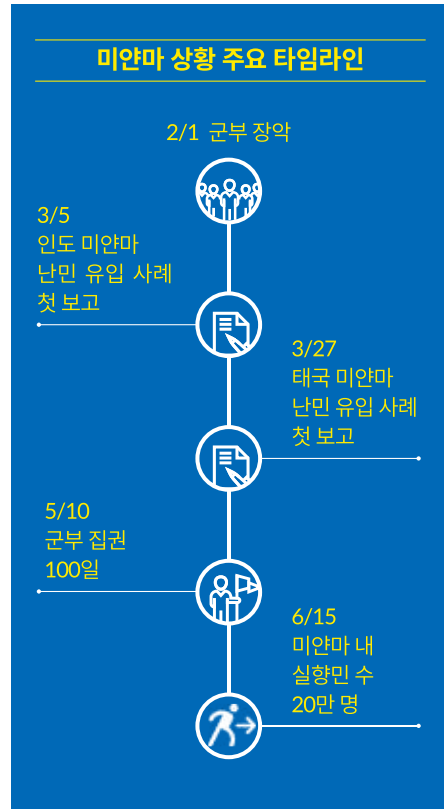 미얀마 상황 주요 타임라인
2/1 군부 장악
3/5
인도 미얀마
난민 유입 사례
첫 보고
3/27
태국 미얀마
난민 유입 사례
첫 보고
5/10
군부 집권
100일
6/15
미얀마 내
실향민 수
20만 명